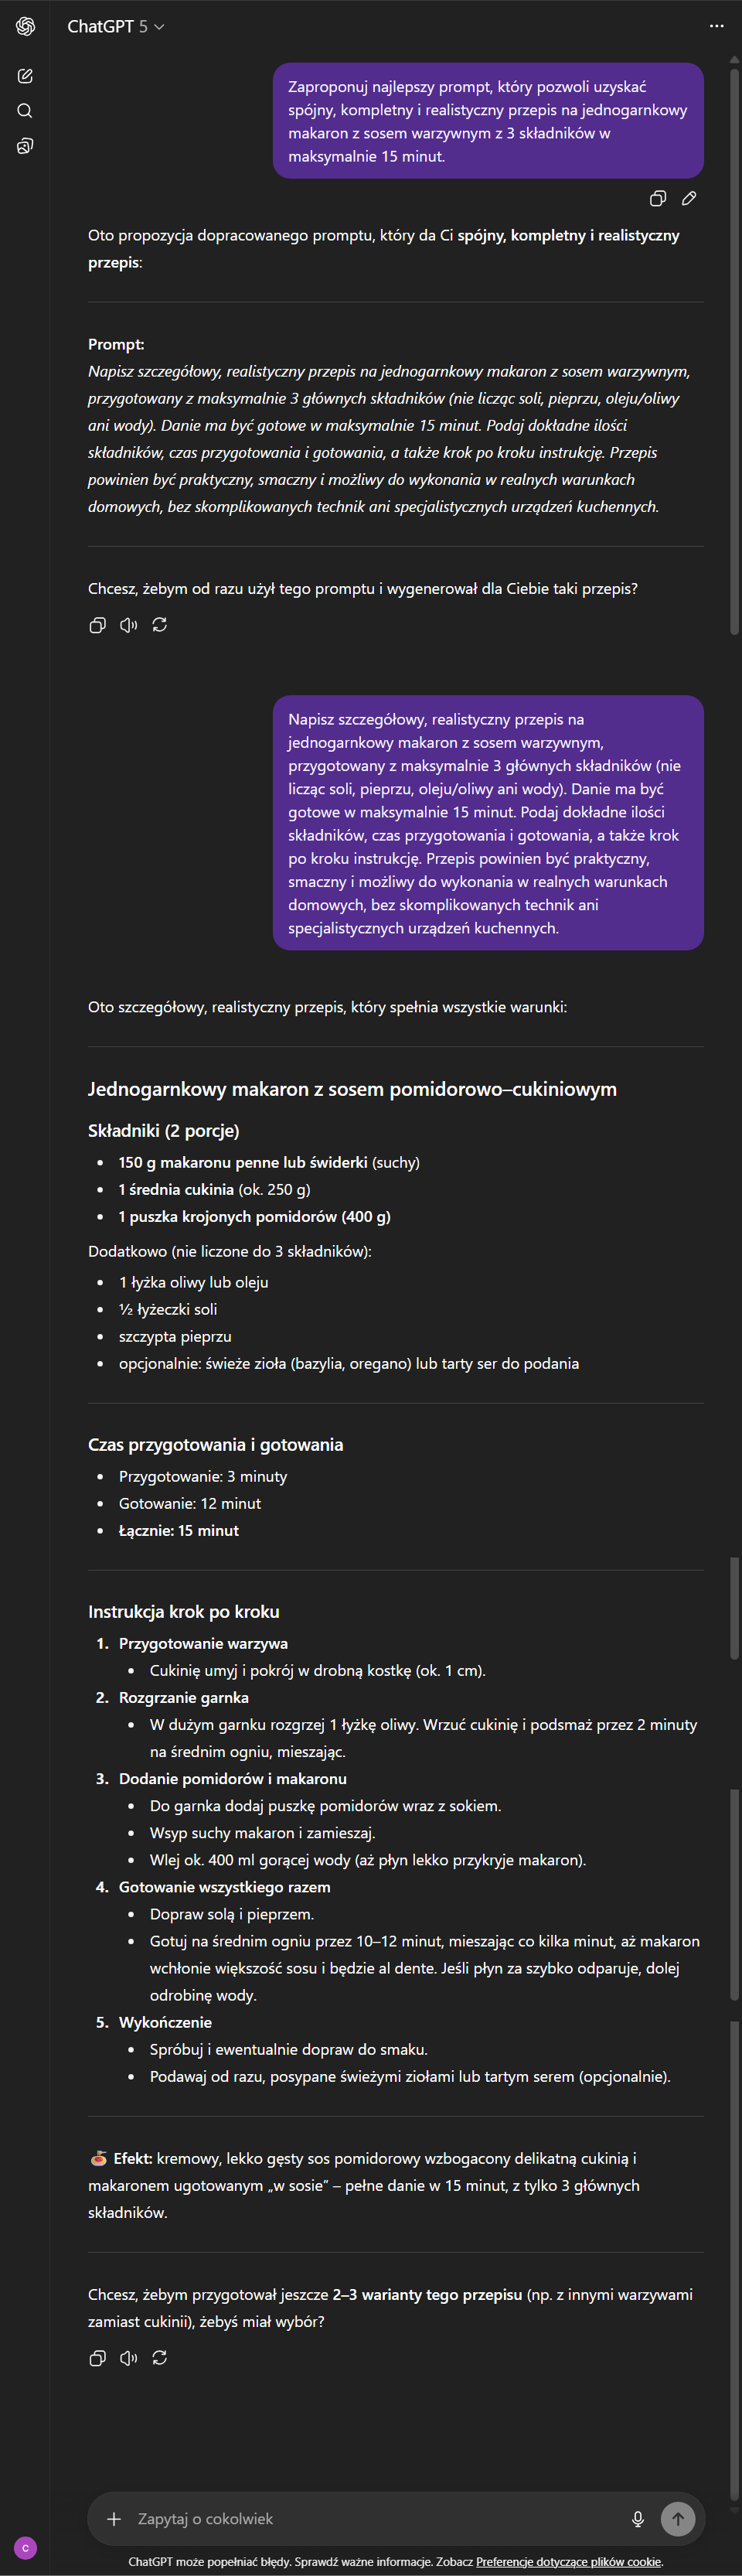 ChatGPT 5
Zaproponuj najlepszy prompt, który pozwoli uzyskać
spójny, kompletny i realistyczny przepis na jednogarnkowy
makaron z sosem warzywnym z 3 składników w
maksymalnie 15 minut.
Oto propozycja dopracowanego promptu, który da Ci spójny, kompletny i realistyczny
przepis:
Prompt:
Napisz szczegółowy, realistyczny przepis na jednogarnkowy makaron z sosem warzywnym,
przygotowany z maksymalnie 3 głównych składników (nie licząc soli, pieprzu, oleju/oliwy
ani wody). Danie ma być gotowe w maksymalnie 15 minut. Podaj dokładne ilości
składników, czas przygotowania i gotowania, a także krok po kroku instrukcję. Przepis
powinien być praktyczny, smaczny i możliwy do wykonania w realnych warunkach
domowych, bez skomplikowanych technik ani specjalistycznych urządzeń kuchennych.
Chcesz, żebym od razu użył tego promptu i wygenerował dla Ciebie taki przepis?
Napisz szczegółowy, realistyczny przepis na
jednogarnkowy makaron z sosem warzywnym,
przygotowany z maksymalnie 3 głównych składników (nie
licząc soli, pieprzu, oleju/oliwy ani wody). Danie ma być
gotowe w maksymalnie 15 minut. Podaj dokładne ilości
składników, czas przygotowania i gotowania, a także krok
po kroku instrukcję. Przepis powinien być praktyczny,
smaczny i możliwy do wykonania w realnych warunkach
domowych, bez skomplikowanych technik ani
specjalistycznych urządzeń kuchennych.
Oto szczegółowy, realistyczny przepis, który spełnia wszystkie warunki:
Jednogarnkowy makaron z sosem pomidorowo–cukiniowym
Składniki (2 porcje)
• 150 g makaronu penne lub świderki (suchy)
• 1 średnia cukinia (ok. 250 g)
• 1 puszka krojonych pomidorów (400 g)
Dodatkowo (nie liczone do 3 składników):
• 1 łyżka oliwy lub oleju
• ½ łyżeczki soli
• szczypta pieprzu
• opcjonalnie: świeże zioła (bazylia, oregano) lub tarty ser do podania
Czas przygotowania i gotowania
• Przygotowanie: 3 minuty
• Gotowanie: 12 minut
• Łącznie: 15 minut
Instrukcja krok po kroku
1. Przygotowanie warzywa
• Cukinię umyj i pokrój w drobną kostkę (ok. 1 cm).
2. Rozgrzanie garnka
• W dużym garnku rozgrzej 1 łyżkę oliwy. Wrzuć cukinię i podsmaż przez 2 minuty
na średnim ogniu, mieszając.
3. Dodanie pomidorów i makaronu
• Do garnka dodaj puszkę pomidorów wraz z sokiem.
• Wsyp suchy makaron i zamieszaj.
• Wlej ok. 400 ml gorącej wody (aż płyn lekko przykryje makaron).
4. Gotowanie wszystkiego razem
• Dopraw solą i pieprzem.
• Gotuj na średnim ogniu przez 10–12 minut, mieszając co kilka minut, aż makaron
wchłonie większość sosu i będzie al dente. Jeśli płyn za szybko odparuje, dolej
odrobinę wody.
5. Wykończenie
• Spróbuj i ewentualnie dopraw do smaku.
• Podawaj od razu, posypane świeżymi ziołami lub tartym serem (opcjonalnie).
🍝 Efekt: kremowy, lekko gęsty sos pomidorowy wzbogacony delikatną cukinią i
makaronem ugotowanym „w sosie” – pełne danie w 15 minut, z tylko 3 głównych
składników.
Chcesz, żebym przygotował jeszcze 2–3 warianty tego przepisu (np. z innymi warzywami
zamiast cukinii), żebyś miał wybór?
Zapytaj o cokolwiek
C
ChatGPT może popełniać błędy. Sprawdź ważne informacje. Zobacz Preferencje dotyczące plików cookie.